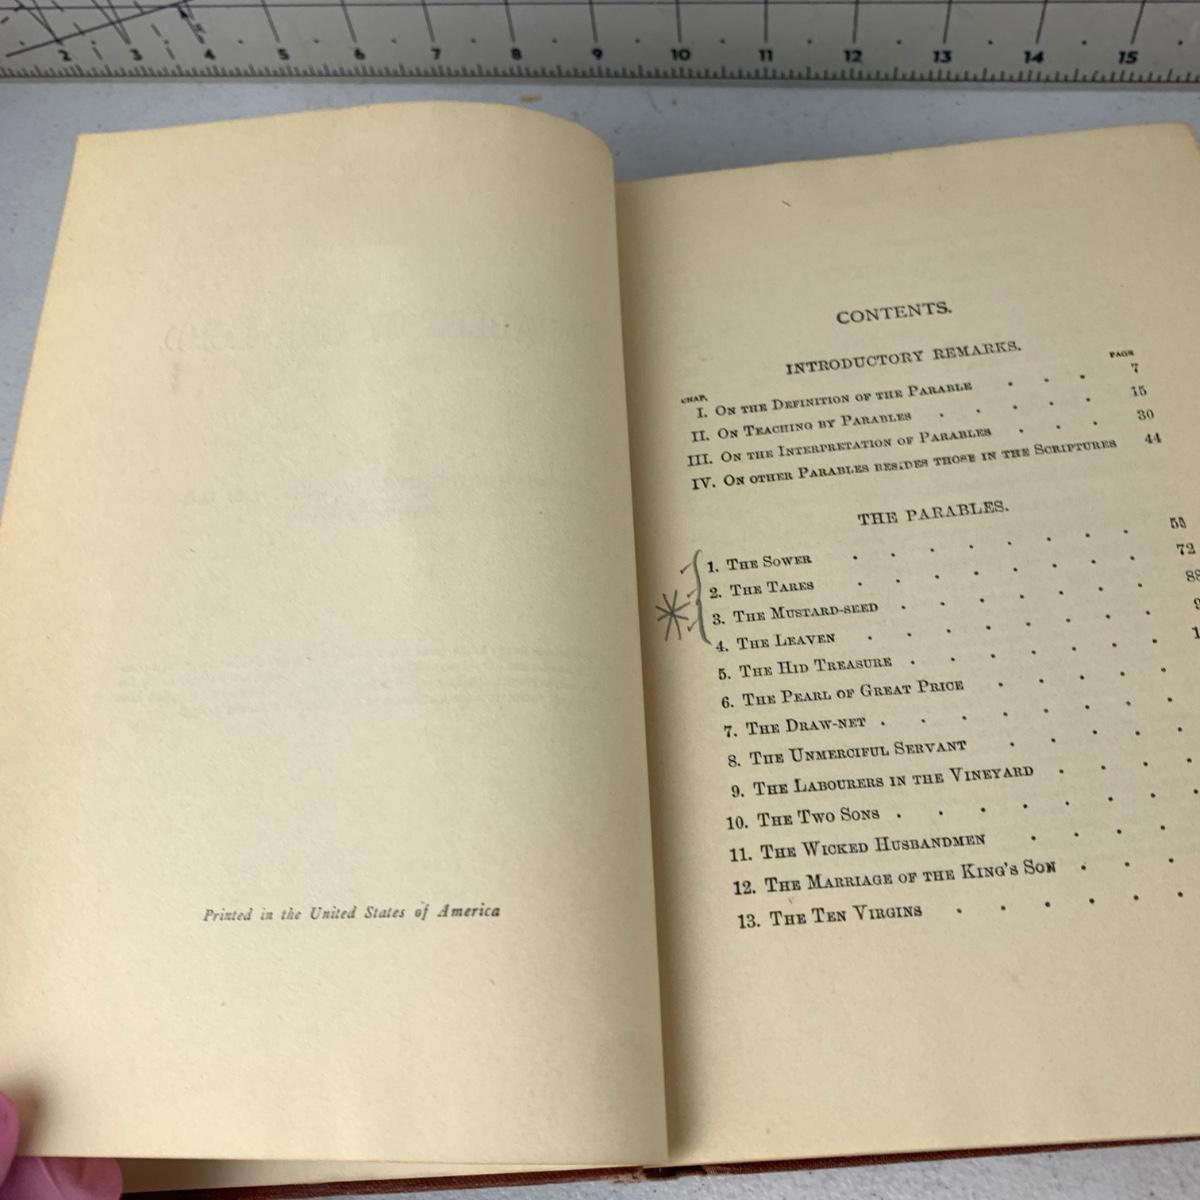 2 3 4 5 6 7 8 9 10 11 12 13 14 15
Printed in the United States of America
CONTENTS.
INTRODUCTORY REMARKS.
CHAP. PAGE
I. On the Definition of the Parable . . . 7
II. On Teaching by Parables . . . . . 15
III. On the Interpretation of Parables . . . 30
IV. On other Parables besides those in the Scriptures 44
THE PARABLES.
1. The Sower . . . . . . . . 55
2. The Tares . . . . . . . . 72
3. The Mustard-seed . . . . . . . 88
4. The Leaven . . . . . . . .
5. The Hid Treasure . . . . . . .
6. The Pearl of Great Price . . . . .
7. The Draw-net . . . . . . . .
8. The Unmerciful Servant . . . . .
9. The Labourers in the Vineyard . . . .
10. The Two Sons . . . . . . . .
11. The Wicked Husbandmen . . . .
12. The Marriage of the King's Son . . .
13. The Ten Virgins . . . . . .